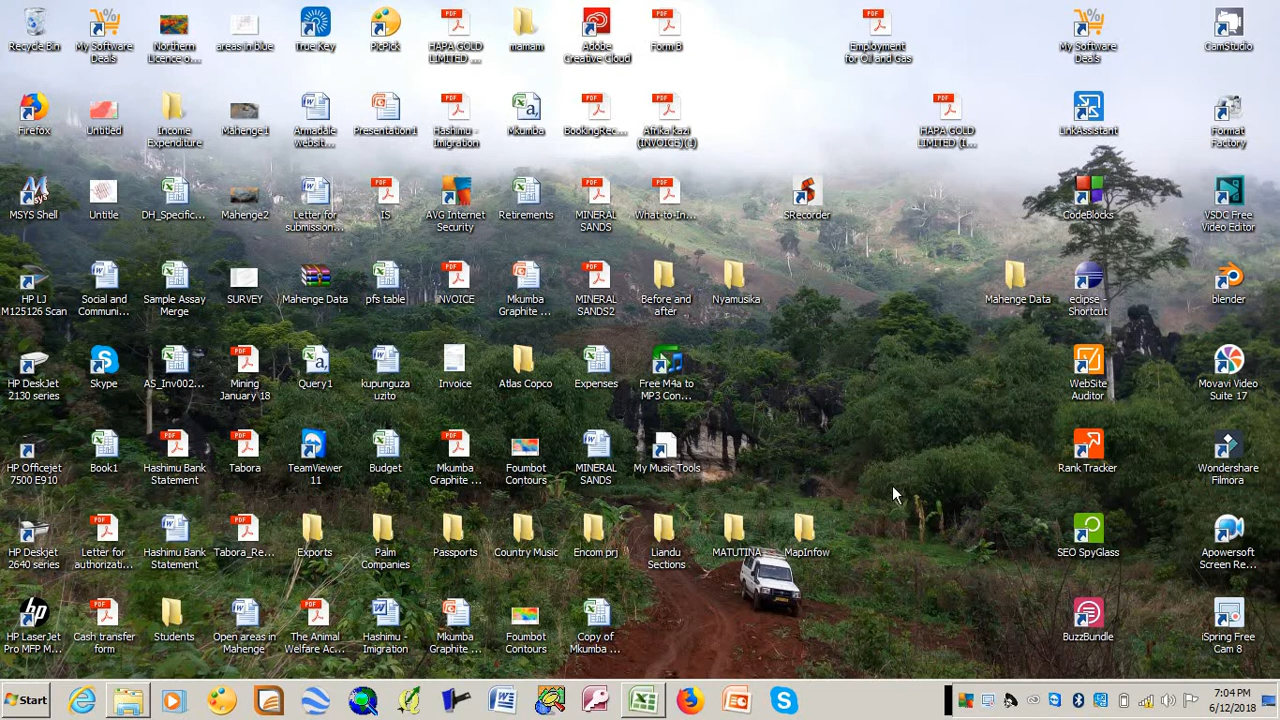 Recycle Bin
My Software
Deals
Northern
Licence o...
areas in blue
True Key
PicPick
HAPA GOLD
LIMITED ...
mamam
Adobe
Creative Cloud
Form B
Employment
for Oil and Gas
My Software
Deals
CamStudio
Firefox
Untitled
Income
Expenditure
Mahenge1
Armadale
websit...
Presentation1
Hashimu -
Imigration
Mkumba
BookingRec...
Afrika kazi
(INVOICE)(1)
HAPA GOLD
LIMITED (I...
LinkAssistant
Format
Factory
MSYS Shell
Untitle
DH_Specific...
Mahenge2
Letter for
submission...
IS
AVG Internet
Security
Retirements
MINERAL
SANDS
What-to-In...
SRecorder
CodeBlocks
VSDC Free
Video Editor
HP LJ
M125126 Scan
Social and
Communi...
Sample Assay
Merge
SURVEY
Mahenge Data
pfs table
INVOICE
Mkumba
Graphite ...
MINERAL
SANDS2
Before and
after
Nyamusika
Mahenge Data
eclipse -
Shortcut
blender
HP DeskJet
2130 series
Skype
AS_Inv002...
Mining
January 18
Query1
kupunguza
uzito
Invoice
Atlas Copco
Expenses
Free M4a to
MP3 Con...
WebSite
Auditor
Movavi Video
Suite 17
HP Officejet
7500 E910
Book1
Hashimu Bank
Statement
Tabora
TeamViewer
11
Budget
Mkumba
Graphite ...
Foumbot
Contours
MINERAL
SANDS
My Music Tools
Rank Tracker
Wondershare
Filmora
HP Deskjet
2640 series
Letter for
authorizati...
Hashimu Bank
Statement
Tabora_Re...
Exports
Palm
Companies
Passports
Country Music
Encom prj
Liandu
Sections
MATUTINA
MapInfow
SEO SpyGlass
Apowersoft
Screen Re...
HP LaserJet
Pro MFP M...
Cash transfer
form
Students
Open areas in
Mahenge
The Animal
Welfare Ac...
Hashimu -
Imigration
Mkumba
Graphite ...
Foumbot
Contours
Copy of
Mkumba ...
BuzzBundle
iSpring Free
Cam 8
Start
7:04 PM
6/12/2018